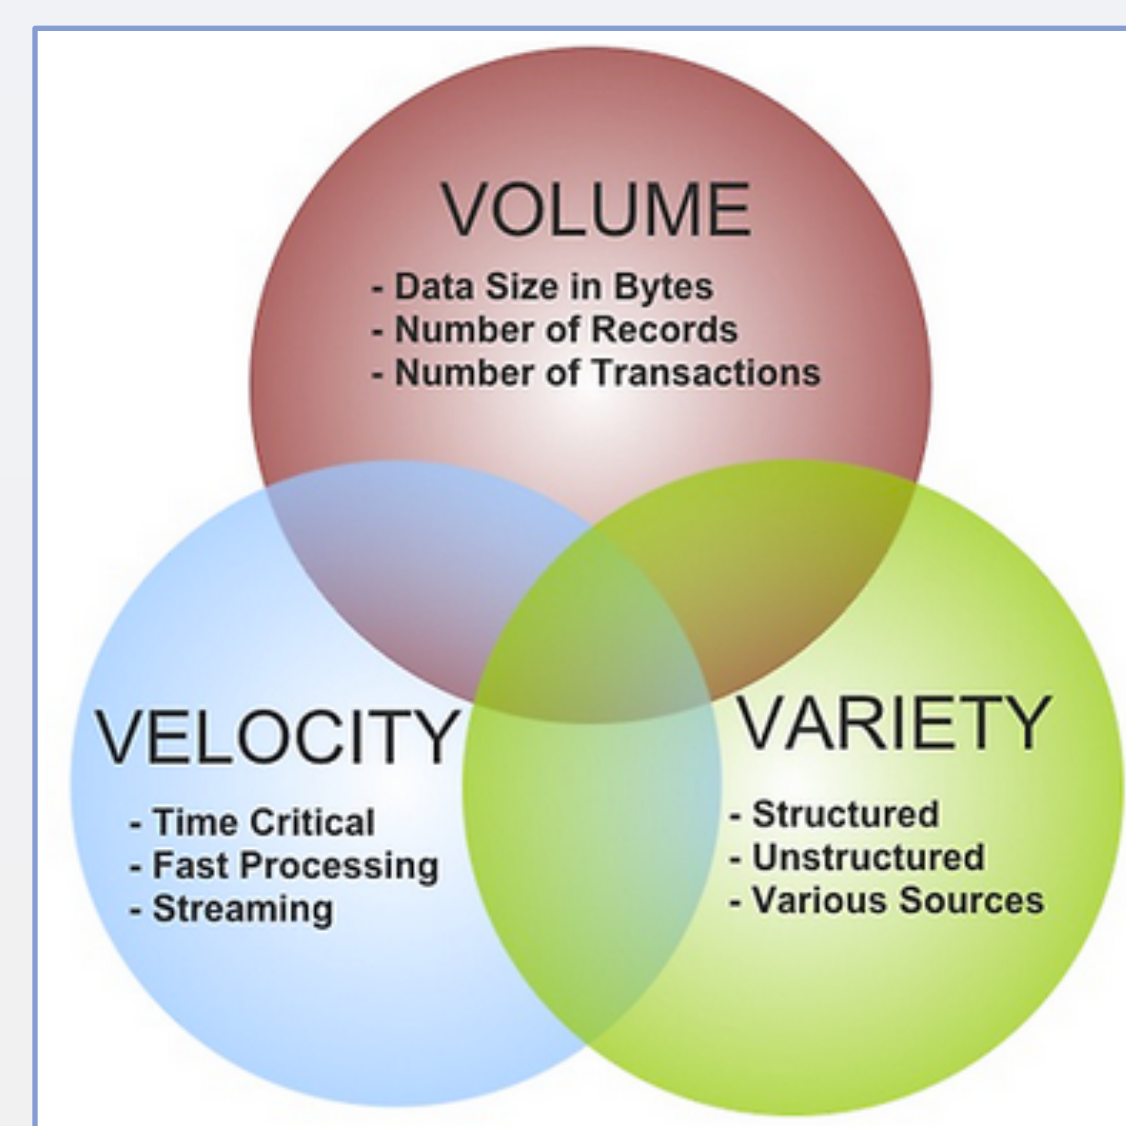 VOLUME
- Data Size in Bytes
- Number of Records
- Number of Transactions
VELOCITY
- Time Critical
- Fast Processing
- Streaming
VARIETY
- Structured
- Unstructured
- Various Sources